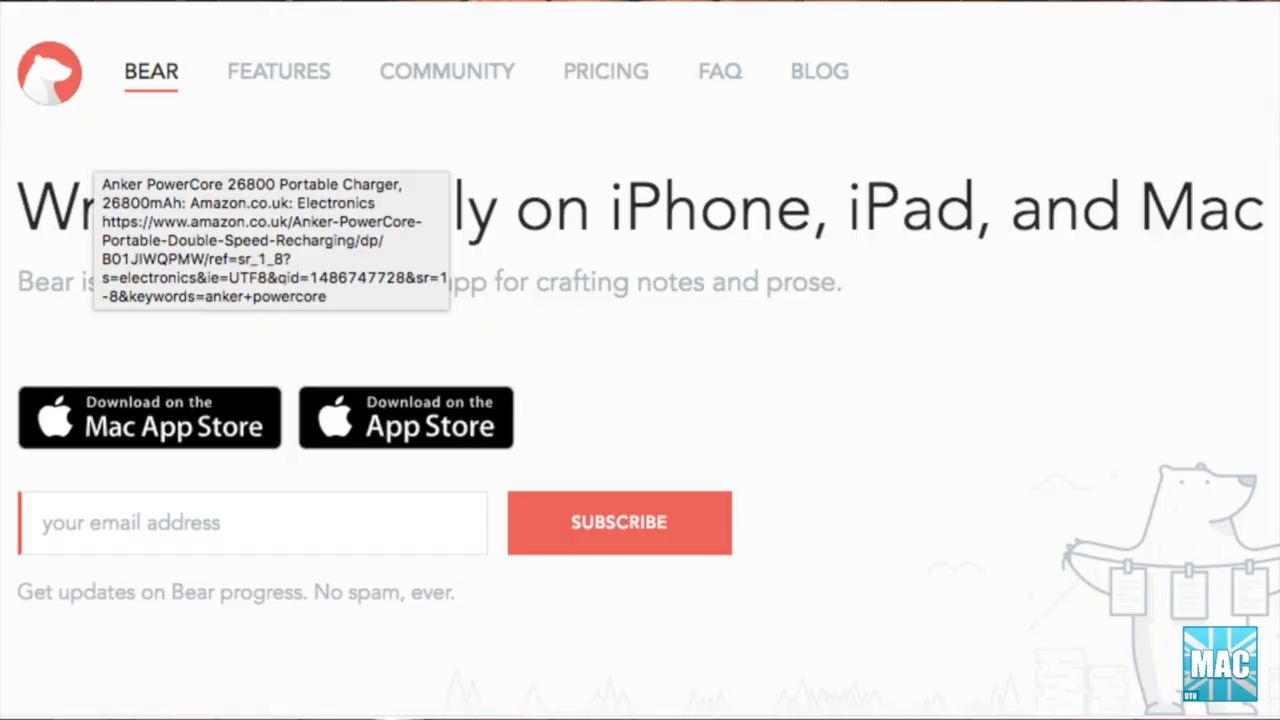 BEAR FEATURES COMMUNITY PRICING FAQ BLOG
Anker PowerCore 26800 Portable Charger,
26800mAh: Amazon.co.uk: Electronics
https://www.amazon.co.uk/Anker-PowerCore-
Portable-Double-Speed-Recharging/dp/
B01JIWQPMW/ref=sr_1_8?
s=electronics&ie=UTF8&qid=1486747728&sr=1
-8&keywords=anker+powercore
on iPhone, iPad, and Mac
Bear for crafting notes and prose.
Download on the
Mac App Store
Download on the
App Store
your email address
SUBSCRIBE
Get updates on Bear progress. No spam, ever.
MAC